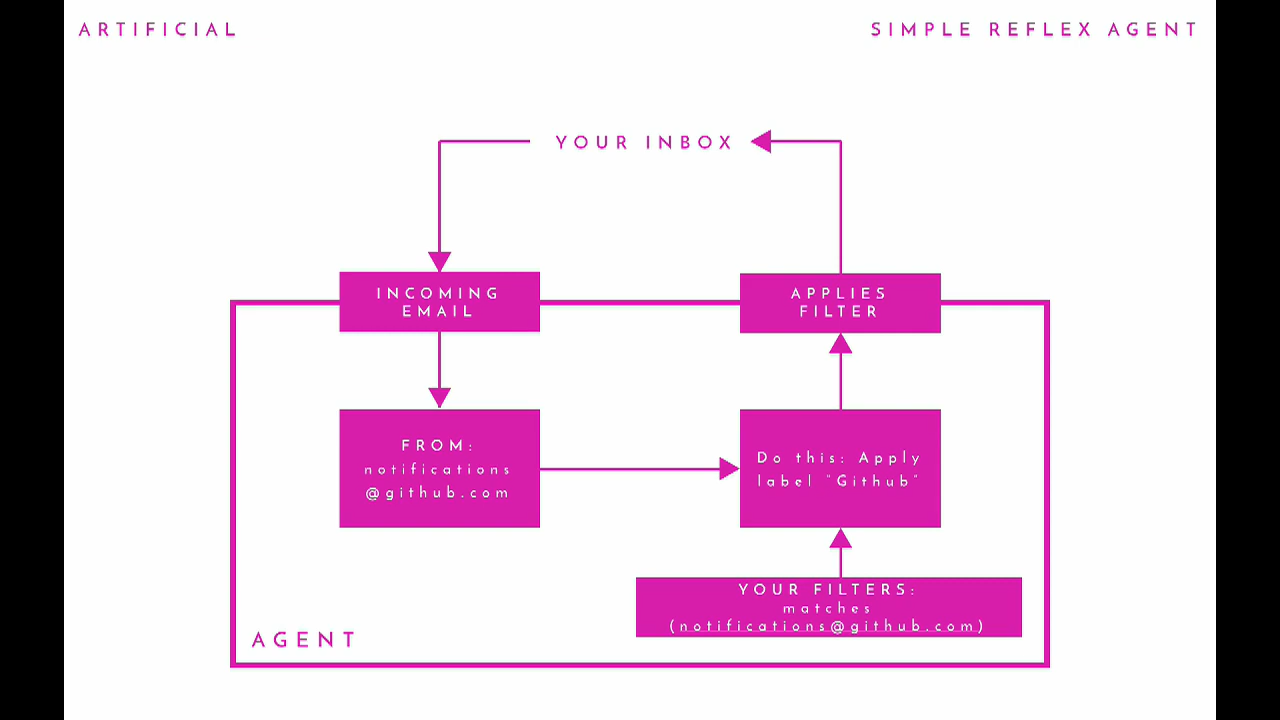 ARTIFICIAL
SIMPLE REFLEX AGENT
YOUR INBOX
INCOMING
EMAIL
APPLIES
FILTER
FROM:
notifications
@github.com
Do this: Apply
label "Github"
YOUR FILTERS:
matches
(notifications@github.com)
AGENT